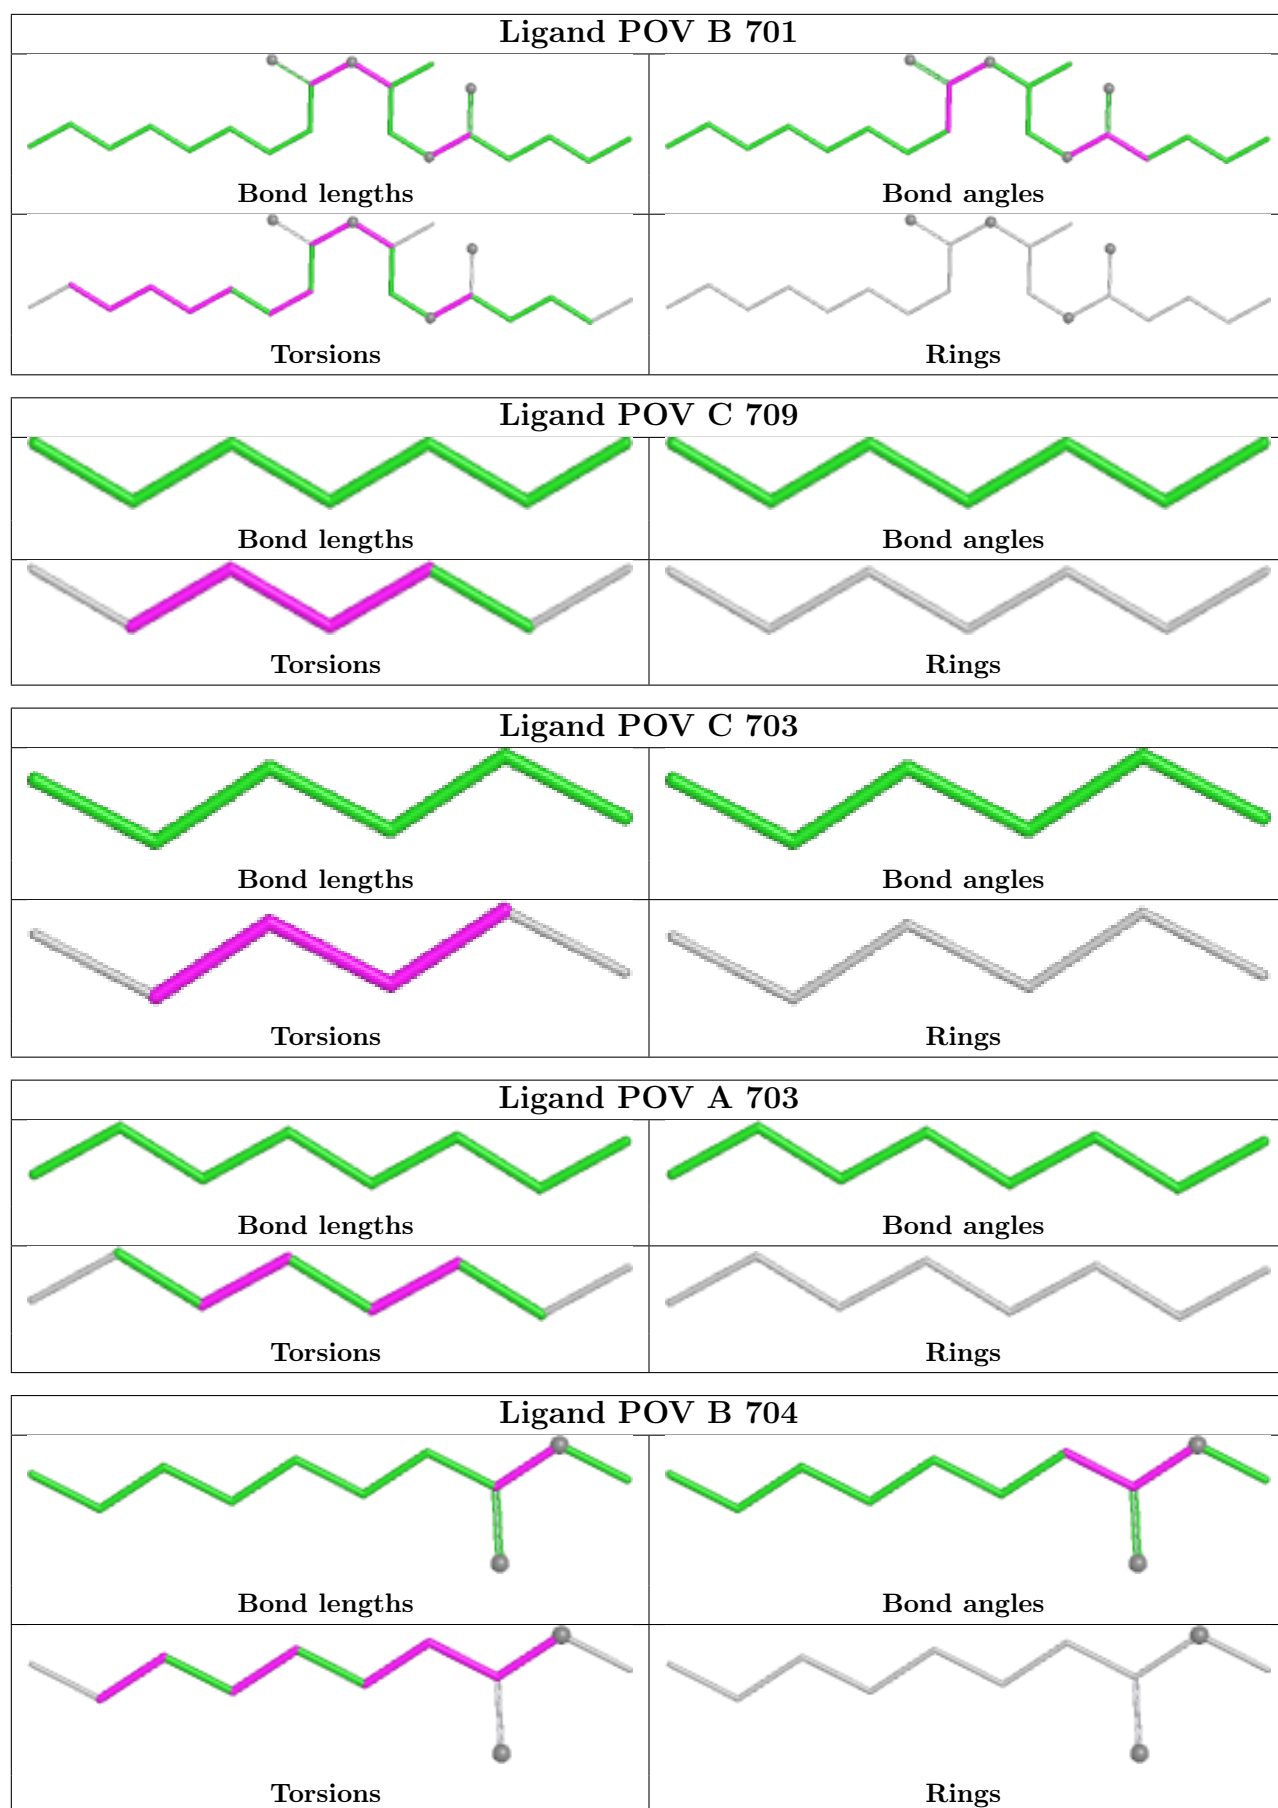 Ligand POV B 701
Bond lengths
Bond angles
Torsions
Rings
Ligand POV C 709
Bond lengths
Bond angles
Torsions
Rings
Ligand POV C 703
Bond lengths
Bond angles
Torsions
Rings
Ligand POV A 703
Bond lengths
Bond angles
Torsions
Rings
Ligand POV B 704
Bond lengths
Bond angles
Torsions
Rings